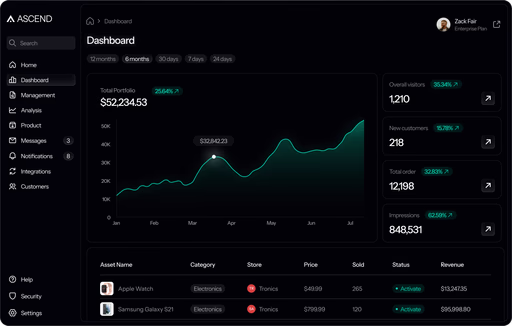 ASCEND
Search
Home
Dashboard
Management
Analysis
Product
Messages 3
Notifications 8
Integrations
Customers
Help
Security
Settings
Dashboard
Zack Fair
Enterprise Plan
Dashboard
12 months 6 months 30 days 7 days 24 days
Total Portfolio 25.64%
$52,234.53
50K
40K
30K
20K
10K
0
$32,842.23
Jan Feb Mar Apr May Jun Jul
Overall visitors 35.34%
1,210
New customers 15.78%
218
Total order 32.83%
12,198
Impressions 62.59%
848,531
Asset Name Category Store Price Sold Status Revenue
Apple Watch Electronics Tronics $49.99 265 Activate $13,247.35
Samsung Galaxy S21 Electronics Tronics $799.99 120 Activate $95,998.80